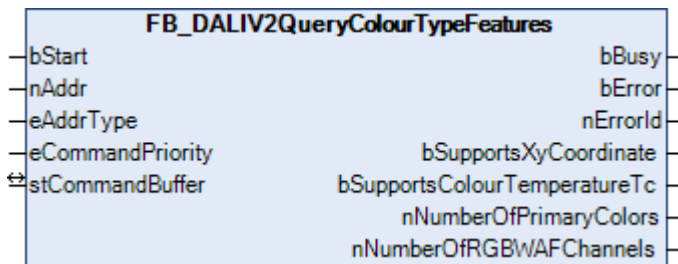 FB_DALIV2QueryColourTypeFeatures
bStart bBusy
nAddr bError
eAddrType nErrorId
eCommandPriority bSupportsXyCoordinate
stCommandBuffer bSupportsColourTemperatureTc
nNumberOfPrimaryColors
nNumberOfRGBWAFChannels